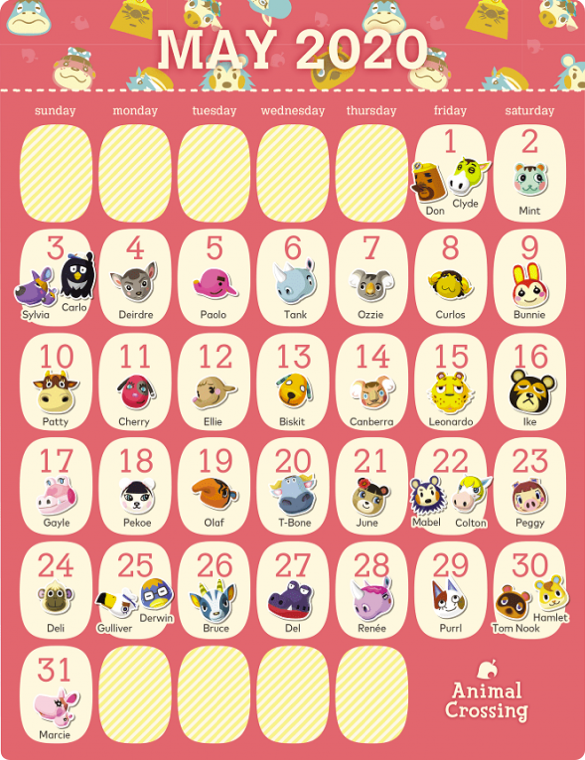 MAY 2020
sunday monday tuesday wednesday thursday friday saturday
1 2
Don Clyde Mint
3 4 5 6 7 8 9
Sylvia Carlo Deirdre Paolo Tank Ozzie Curlos Bunnie
10 11 12 13 14 15 16
Patty Cherry Ellie Biskit Canberra Leonardo Ike
17 18 19 20 21 22 23
Gayle Pekoe Olaf T-Bone June Mabel Colton Peggy
24 25 26 27 28 29 30
Deli Gulliver Derwin Bruce Del Renée Purrl Tom Nook Hamlet
31
Marcie
Animal
Crossing